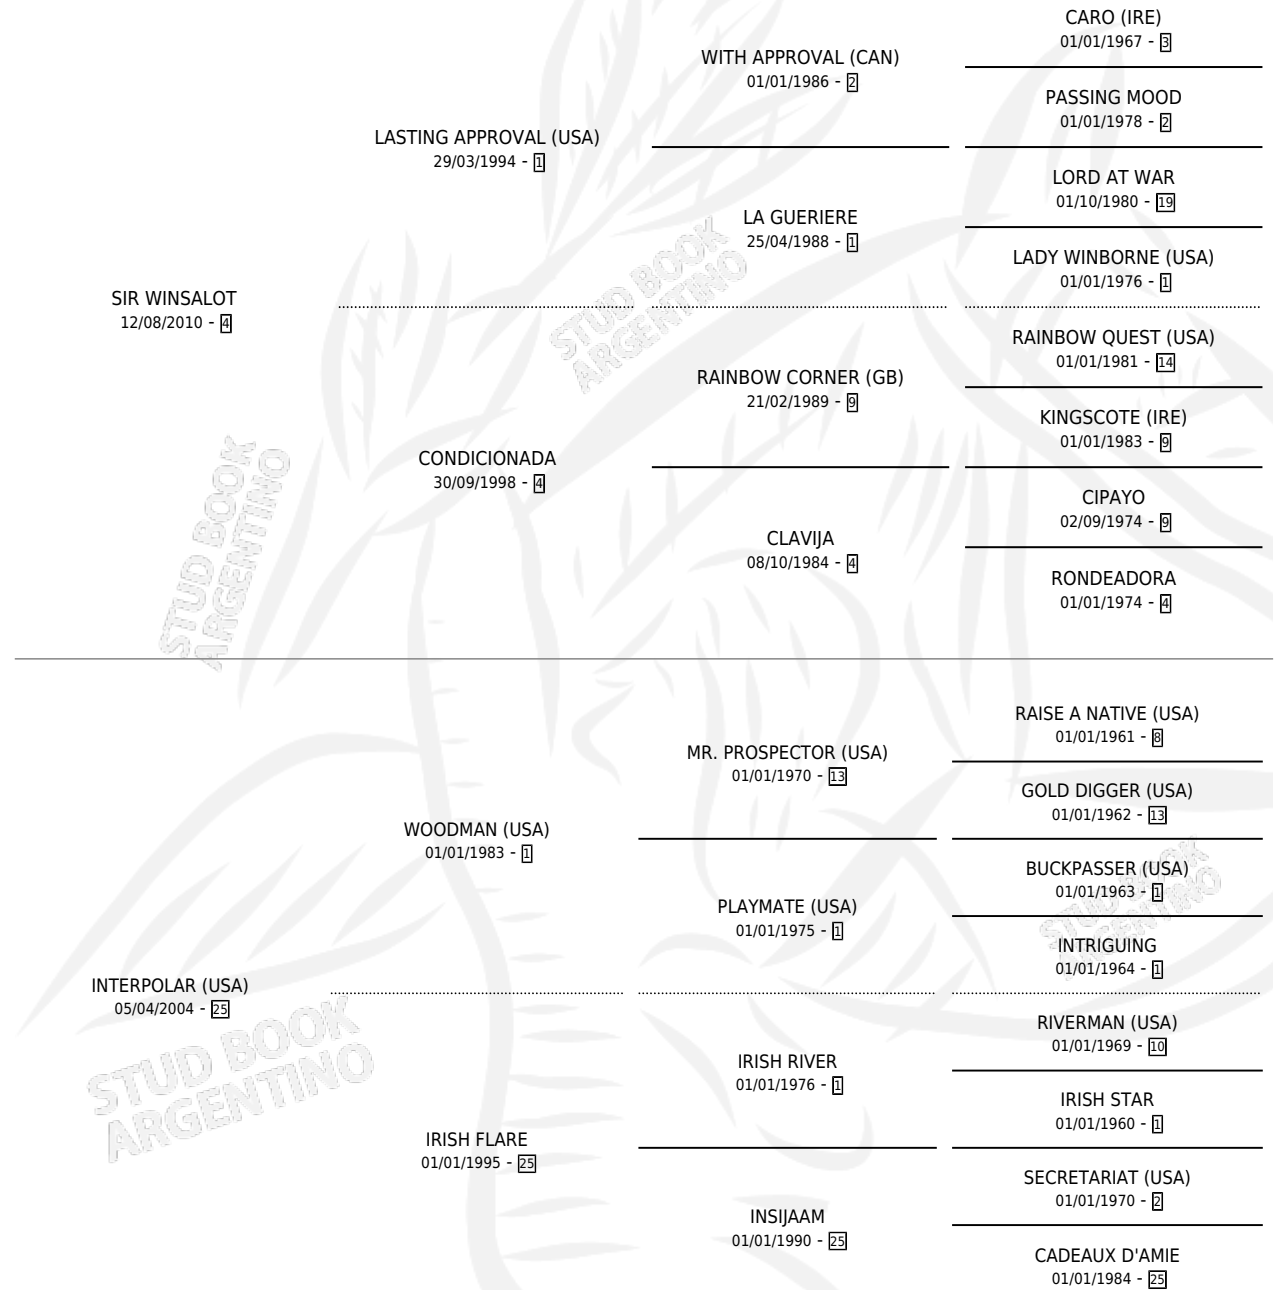 CARO (IRE)
01/01/1967 - 3
WITH APPROVAL (CAN)
01/01/1986 - 2
PASSING MOOD
01/01/1978 - 2
LASTING APPROVAL (USA)
29/03/1994 - 1
LORD AT WAR
01/10/1980 - 19
LA GUERIERE
25/04/1988 - 1
LADY WINBORNE (USA)
01/01/1976 - 1
SIR WINSALOT
12/08/2010 - 4
RAINBOW QUEST (USA)
01/01/1981 - 14
RAINBOW CORNER (GB)
21/02/1989 - 9
KINGSCOTE (IRE)
01/01/1983 - 9
CONDICIONADA
30/09/1998 - 4
CIPAYO
02/09/1974 - 9
CLAVIJA
08/10/1984 - 4
RONDEADORA
01/01/1974 - 4
RAISE A NATIVE (USA)
01/01/1961 - 8
MR. PROSPECTOR (USA)
01/01/1970 - 13
GOLD DIGGER (USA)
01/01/1962 - 13
WOODMAN (USA)
01/01/1983 - 1
BUCKPASSER (USA)
01/01/1963 - 1
PLAYMATE (USA)
01/01/1975 - 1
INTRIGUING
01/01/1964 - 1
INTERPOLAR (USA)
05/04/2004 - 25
RIVERMAN (USA)
01/01/1969 - 10
IRISH RIVER
01/01/1976 - 1
IRISH STAR
01/01/1960 - 1
IRISH FLARE
01/01/1995 - 25
SECRETARIAT (USA)
01/01/1970 - 2
INSIJAAM
01/01/1990 - 25
CADEAUX D'AMIE
01/01/1984 - 25
STUD BOOK
ARGENTINO
STUD BOOK
ARGENTINO
STUD BOOK
ARGENTINO
STUD BOOK
ARGENTINO